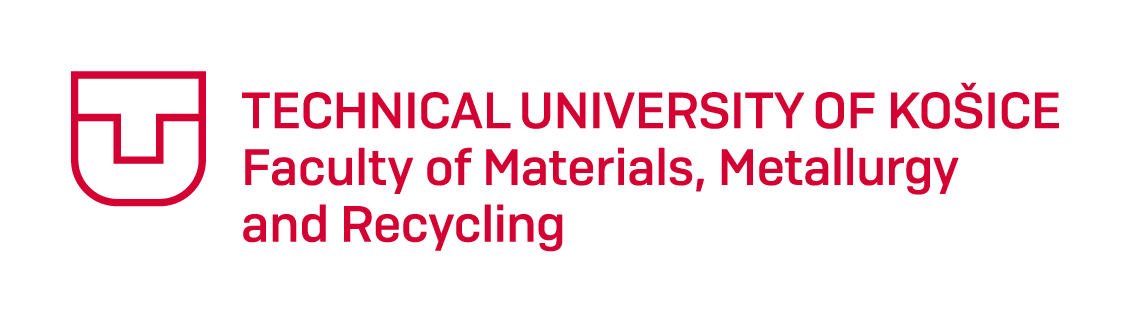 TECHNICAL UNIVERSITY OF KOŠICE
Faculty of Materials, Metallurgy
and Recycling